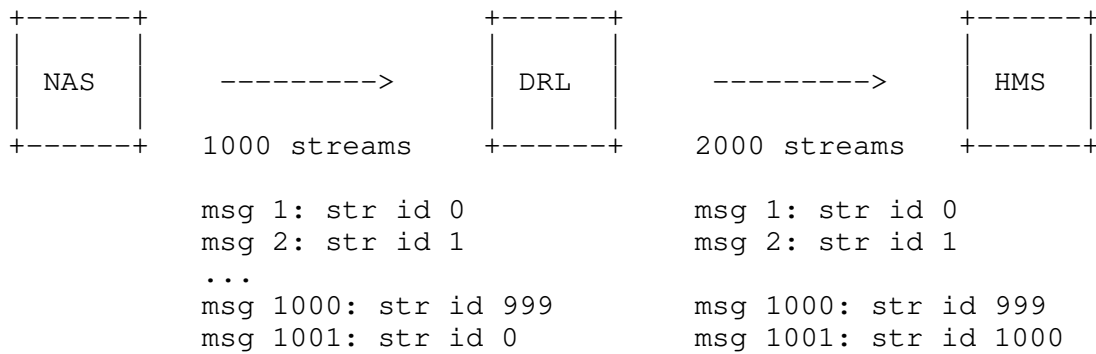 +------+                    +------+                    +------+
|      |                    |      |                    |      |
| NAS  |    --------->      | DRL  |     --------->     | HMS  |
|      |                    |      |                    |      |
+------+   1000 streams     +------+    2000 streams    +------+
msg 1: str id 0             msg 1: str id 0
msg 2: str id 1             msg 2: str id 1
...
msg 1000: str id 999        msg 1000: str id 999
msg 1001: str id 0          msg 1001: str id 1000